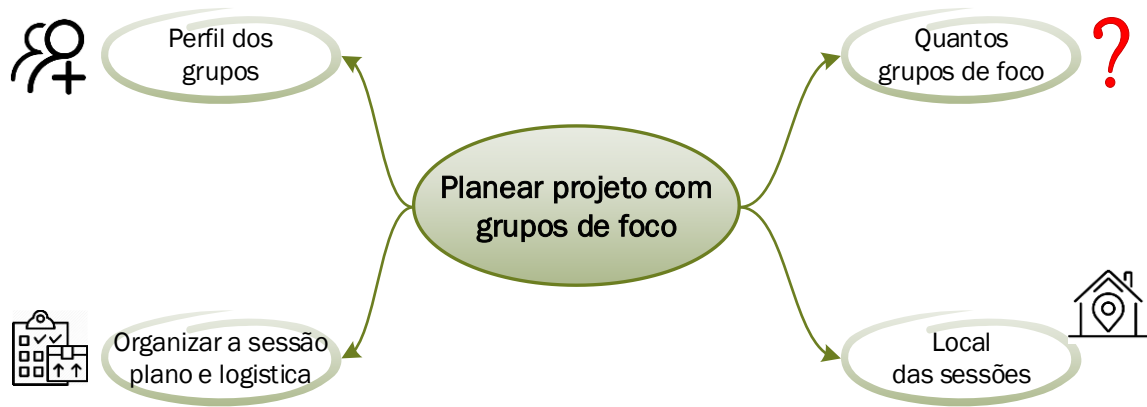 Perfil dos
grupos
Quantos
grupos de foco
Planear projeto com
grupos de foco
Organizar a sessão
plano e logistica
Local
das sessões